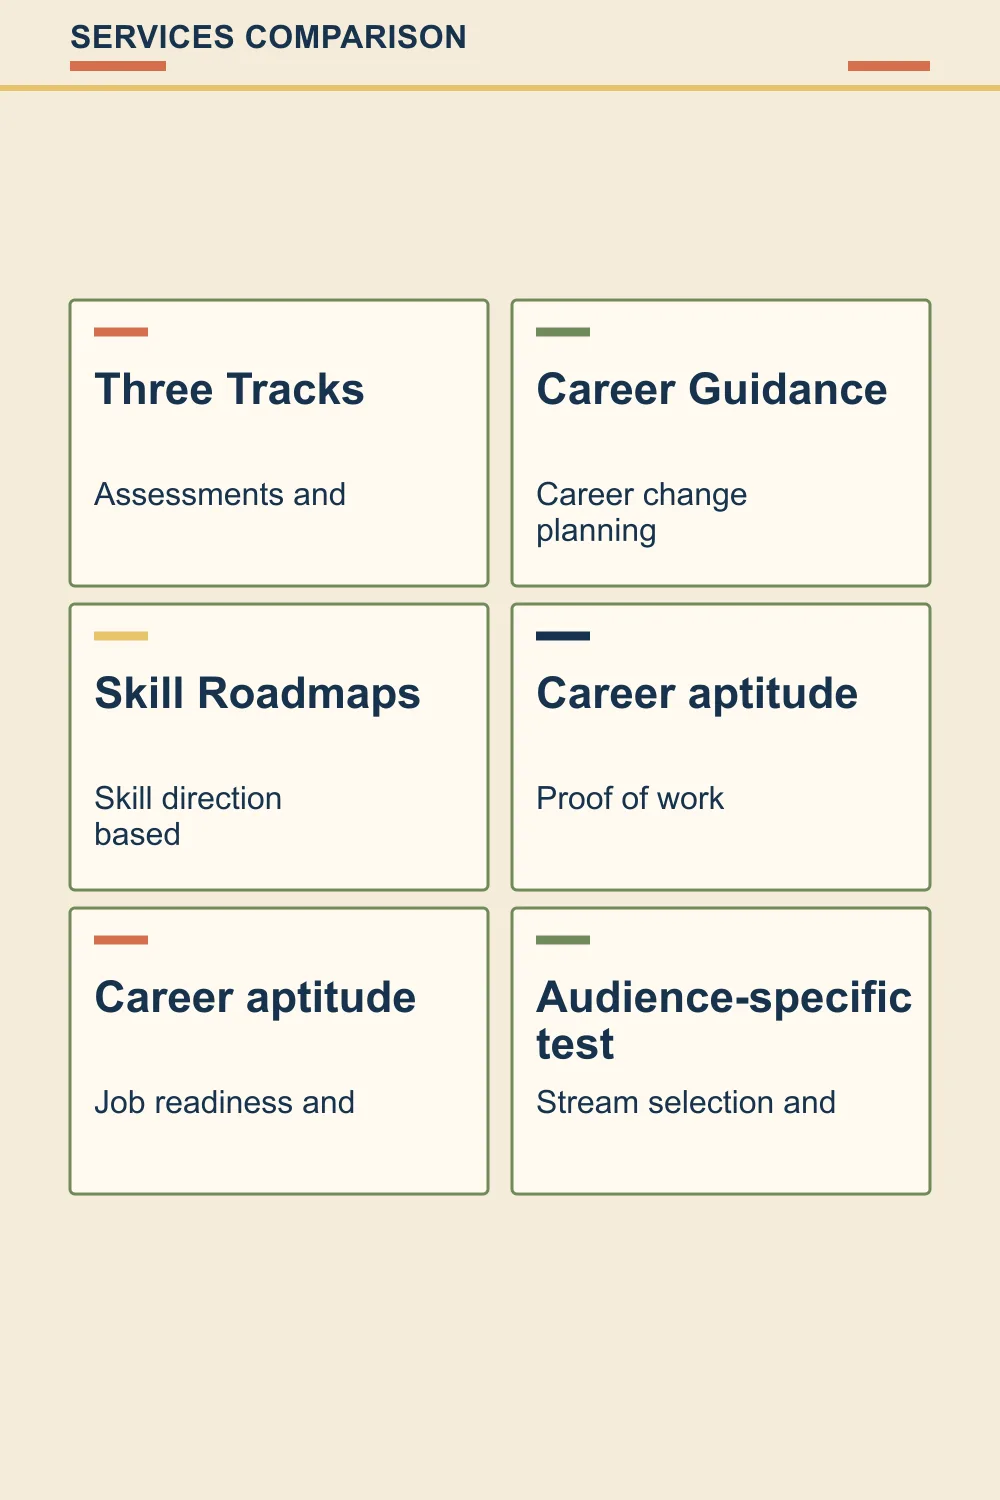 SERVICES COMPARISON
Three Tracks
Assessments and
Career Guidance
Career change
planning
Skill Roadmaps
Skill direction
based
Career aptitude
Proof of work
Career aptitude
Job readiness and
Audience-specific
test
Stream selection and